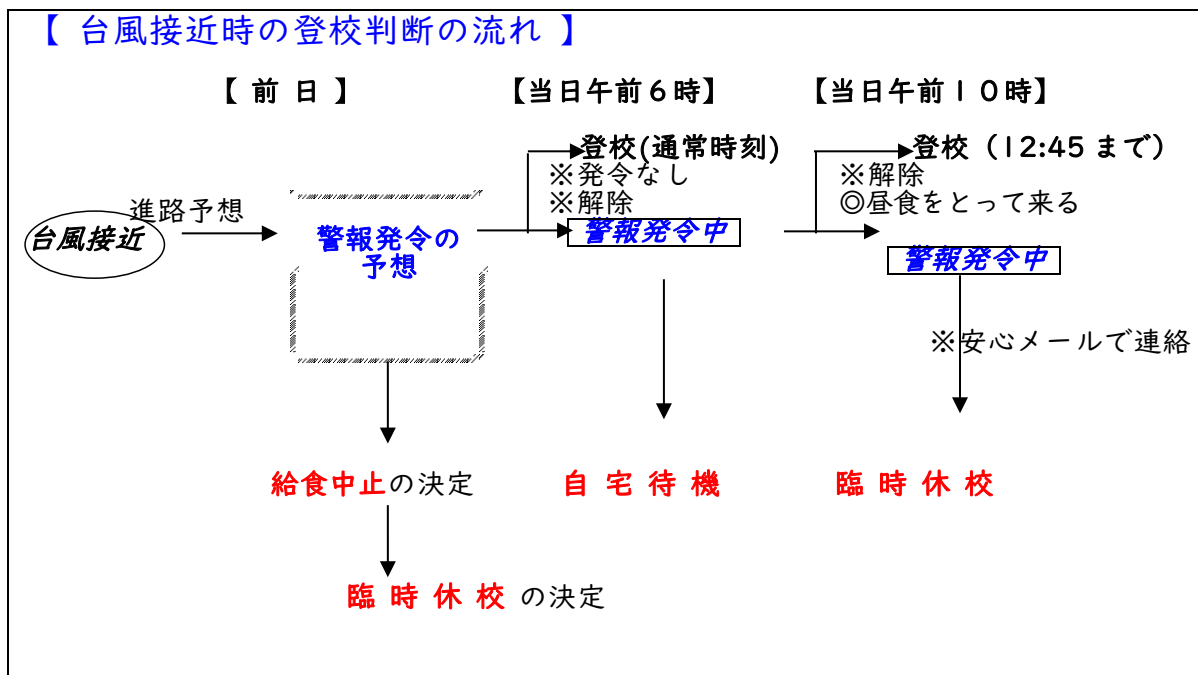 【 台風接近時の登校判断の流れ 】
【 前 日 】
【当日午前6時】
【当日午前10時】
登校(通常時刻)
※発令なし
※解除
登校（12:45まで）
※解除
◎昼食をとって来る
台風接近
進路予想
警報発令の
予想
警報発令中
警報発令中
※安心メールで連絡
給食中止の決定
自 宅 待 機
臨 時 休 校
臨 時 休 校 の決定